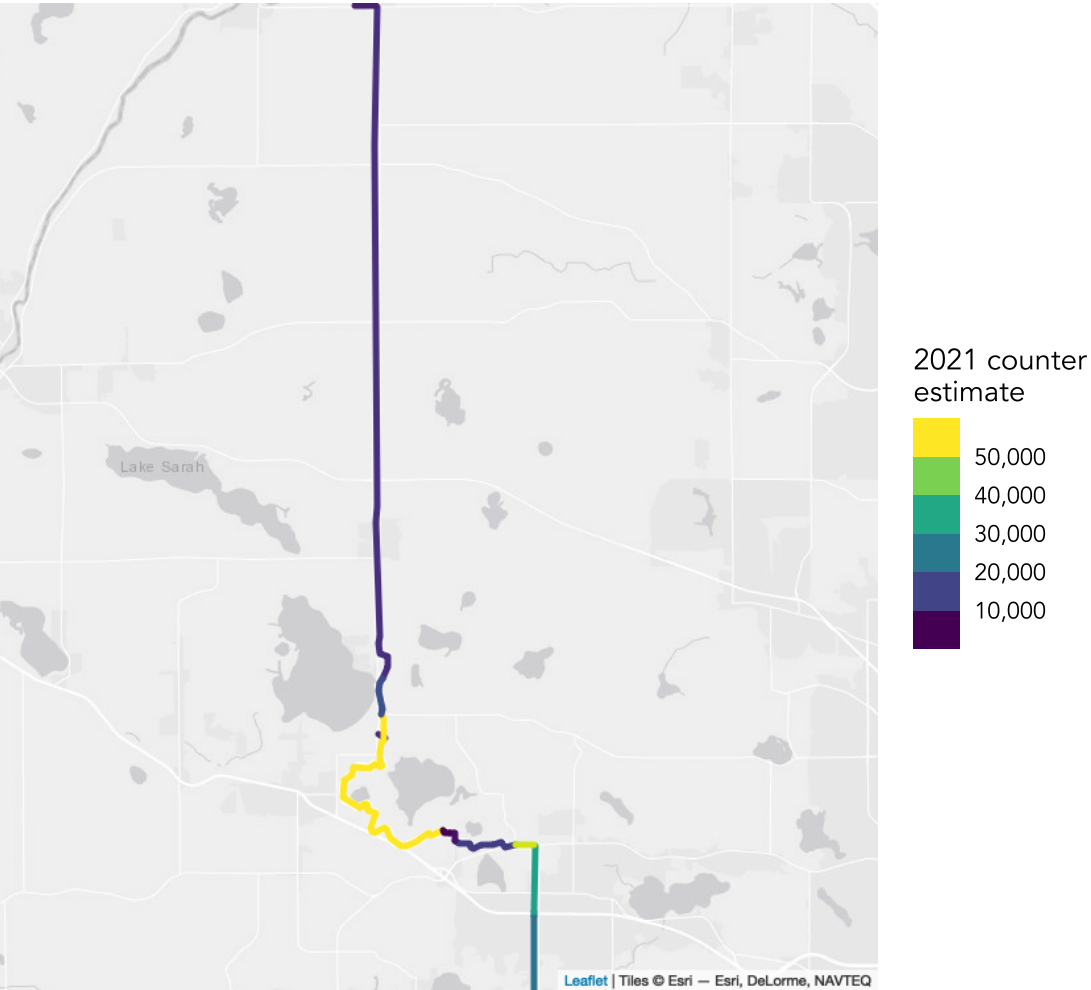 2021 counter
estimate
50,000
40,000
30,000
20,000
10,000
Lake Sarah
Leaflet | Tiles © Esri — Esri, DeLorme, NAVTEQ